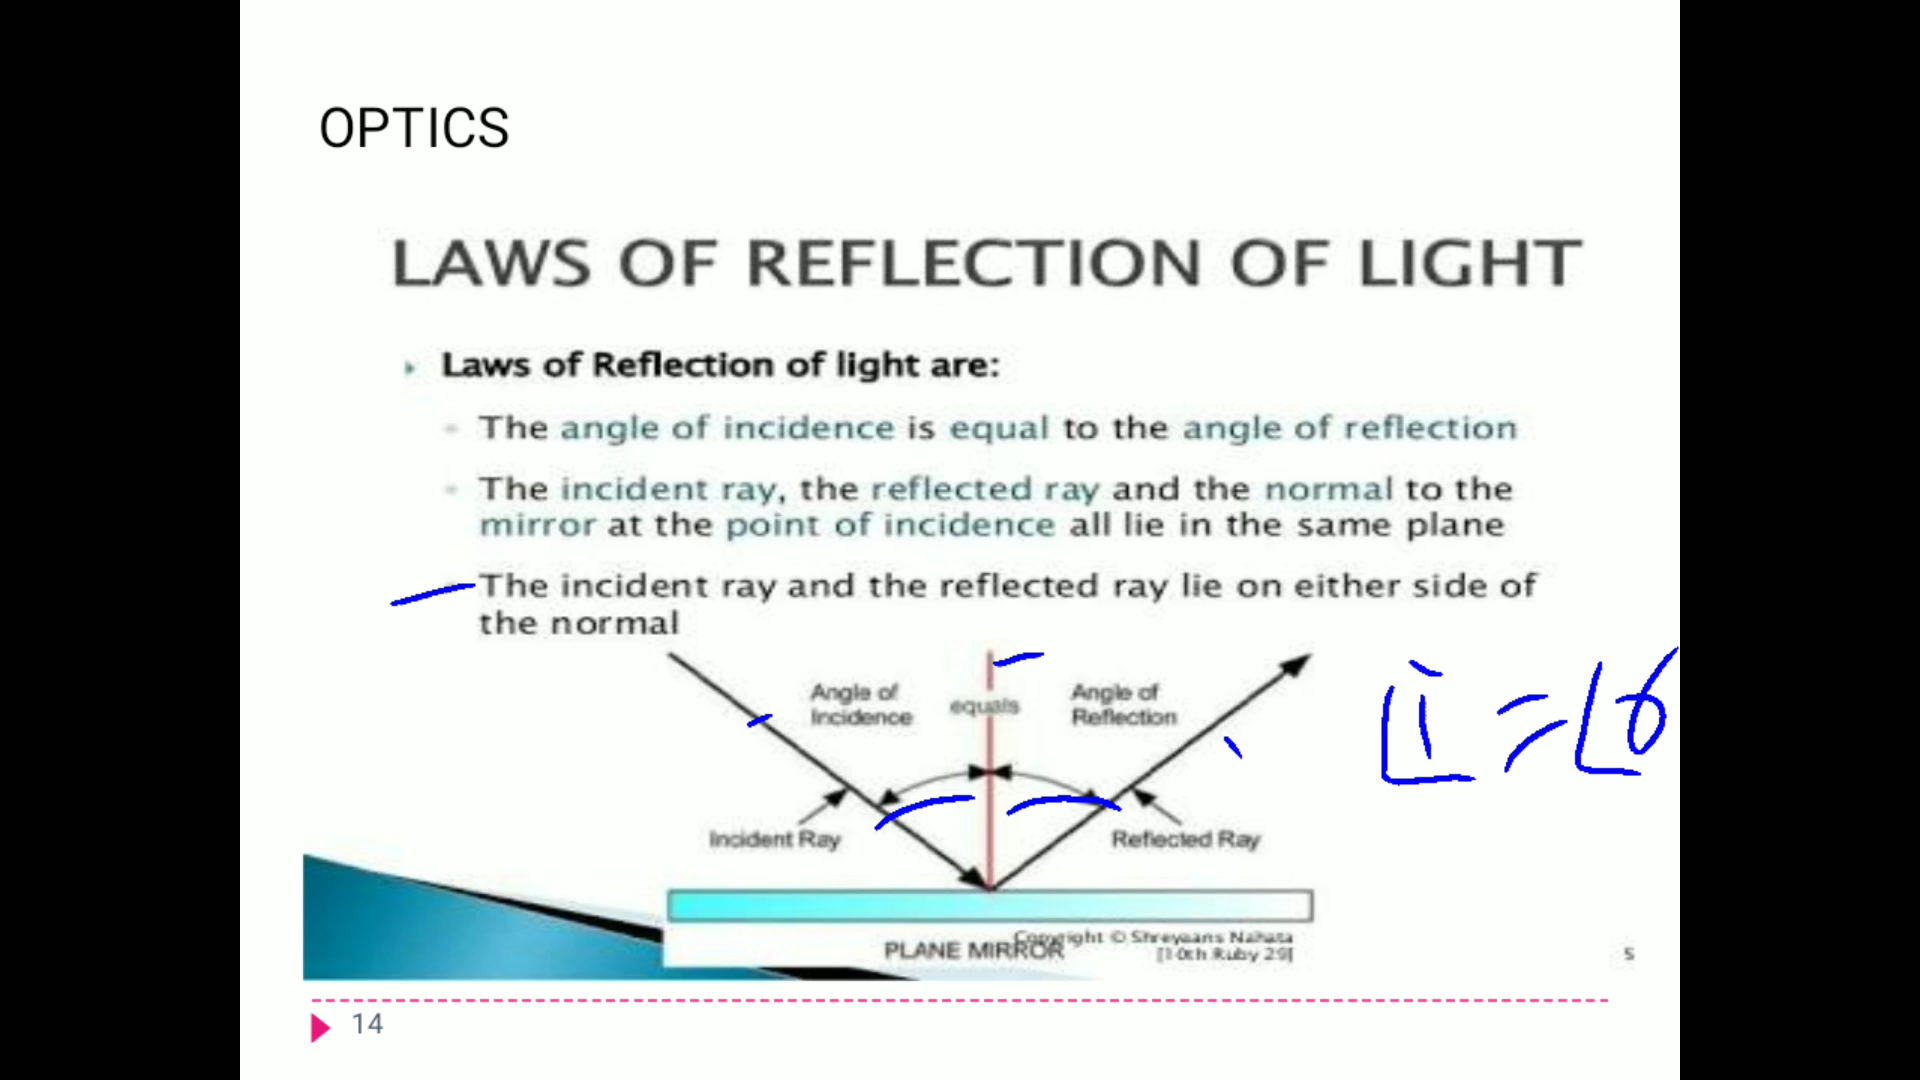 OPTICS
LAWS OF REFLECTION OF LIGHT
Laws of Reflection of light are:
The angle of incidence is equal to the angle of reflection
The incident ray, the reflected ray and the normal to the
mirror at the point of incidence all lie in the same plane
The incident ray and the reflected ray lie on either side of
the normal
Angle of
Incidence
equals
Angle of
Reflection
Incident Ray
Reflected Ray
PLANE MIRROR
Copyright © Shreyaans Nahata
[10th Ruby 29]
5
14